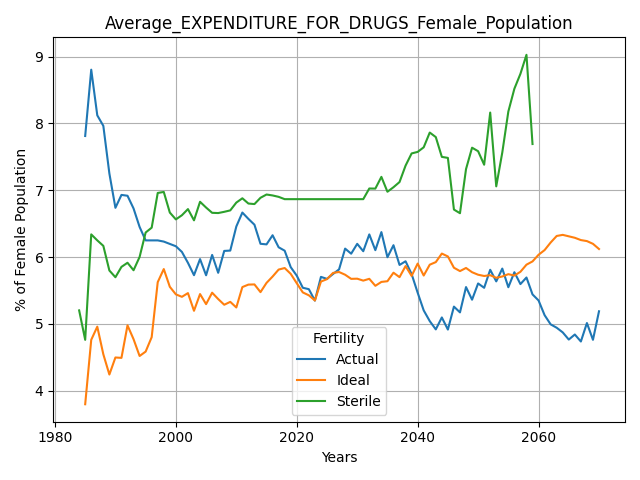 Average_EXPENDITURE_FOR_DRUGS_Female_Population
% of Female Population
9
8
7
6
5
4
Fertility
Actual
Ideal
Sterile
1980
2000
2020
2040
2060
Years